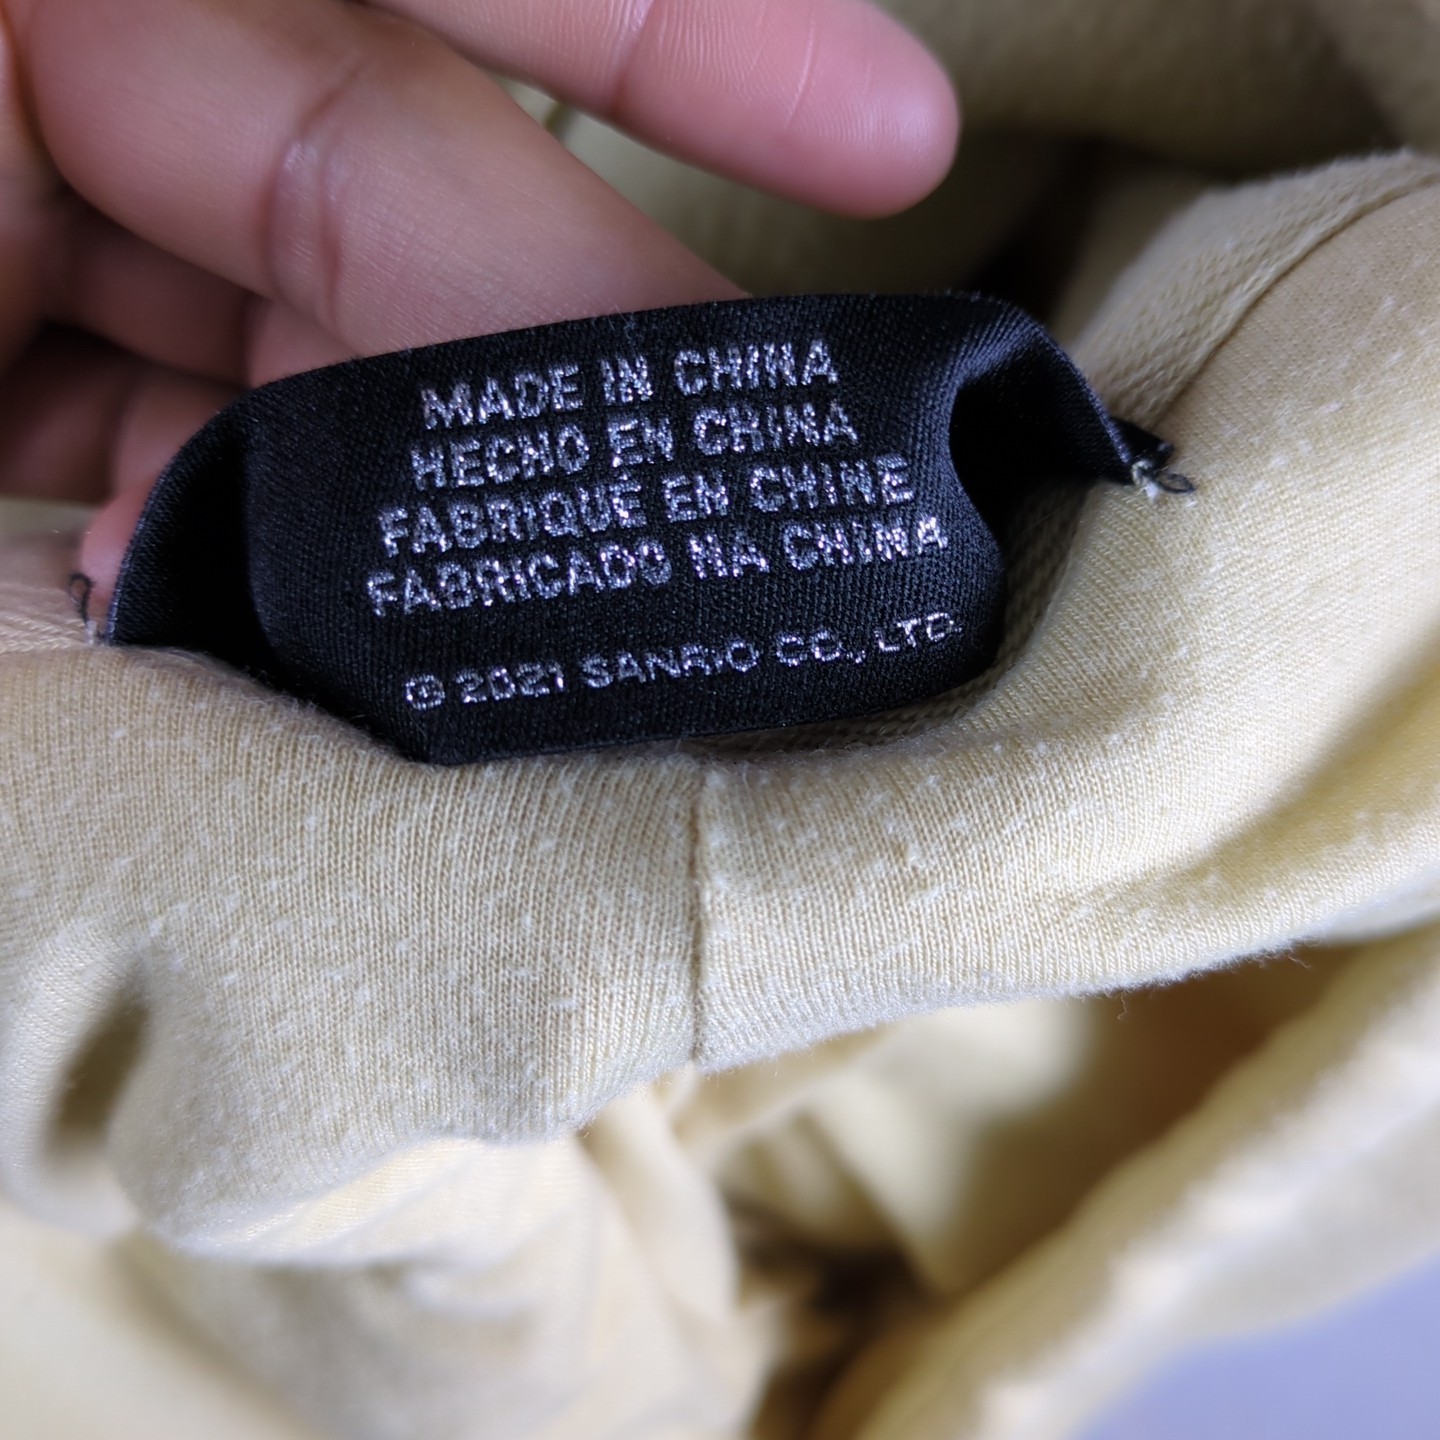 MADE IN CHINA
HECHO EN CHINA
FABRIQUÉ EN CHINE
FABRICADO NA CHINA
© 2021 SANRIO CO., LTD.